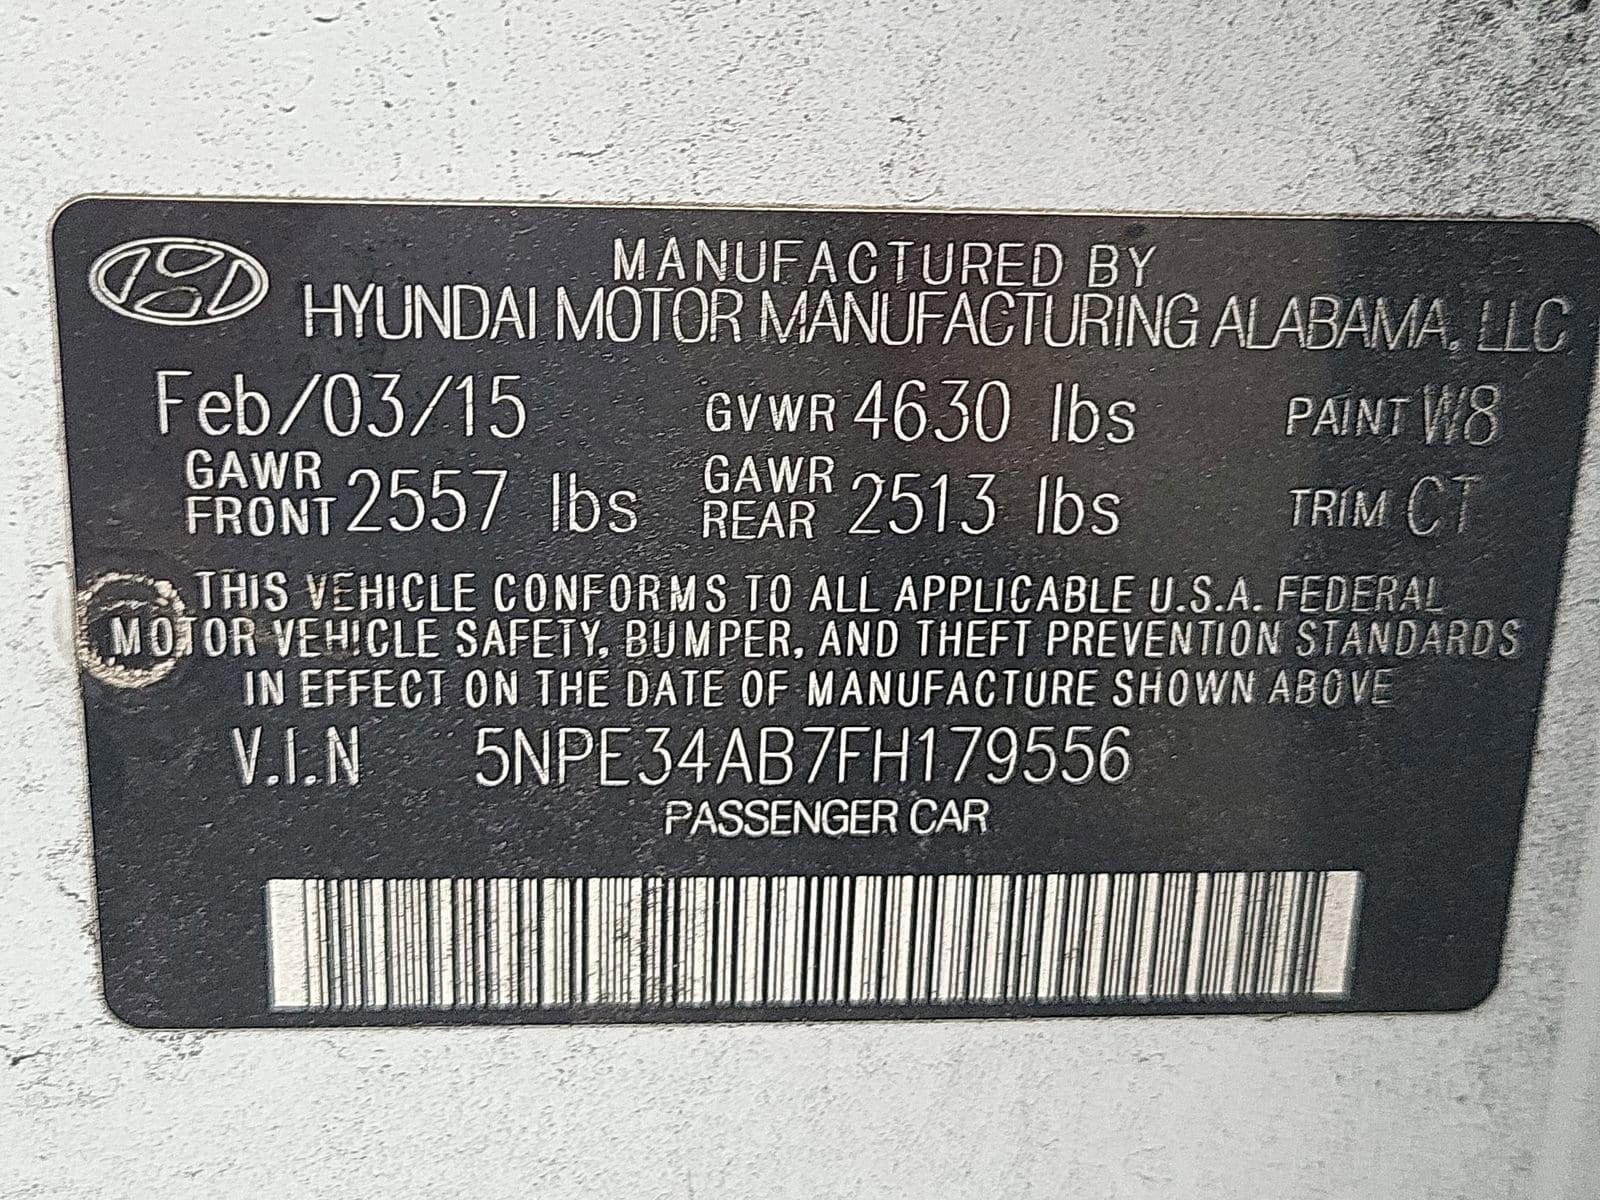 MANUFACTURED BY
HYUNDAI MOTOR MANUFACTURING ALABAMA, LLC
Feb/03/15 GVWR 4630 lbs PAINT W8
GAWR FRONT 2557 lbs GAWR REAR 2513 lbs TRIM CT
THIS VEHICLE CONFORMS TO ALL APPLICABLE U.S.A. FEDERAL
MOTOR VEHICLE SAFETY, BUMPER, AND THEFT PREVENTION STANDARDS
IN EFFECT ON THE DATE OF MANUFACTURE SHOWN ABOVE
V.I.N 5NPE34AB7FH179556
PASSENGER CAR